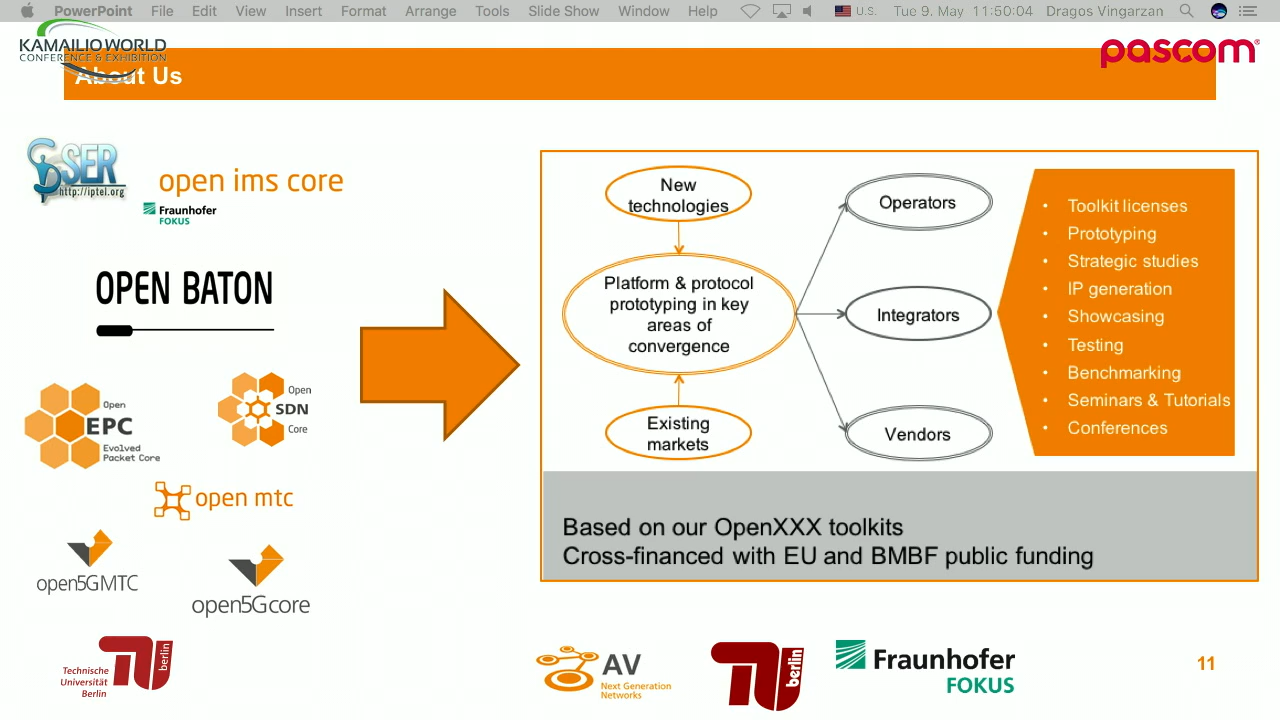 PowerPoint File Edit View Insert Format Arrange Tools Slide Show Window Help U.S. Tue 9. May 11:50:04 Dragos Vingarzan
KAMAILIO WORLD
CONFERENCE & EXHIBITION
pascom
About Us
SER
http://iptel.org
open ims core
Fraunhofer
FOKUS
OPEN BATON
Open
EPC
Evolved
Packet Core
Open
SDN
Core
open mtc
open5GMTC
open5Gcore
New
technologies
Platform & protocol
prototyping in key
areas of
convergence
Existing
markets
Operators
Integrators
Vendors
• Toolkit licenses
• Prototyping
• Strategic studies
• IP generation
• Showcasing
• Testing
• Benchmarking
• Seminars & Tutorials
• Conferences
Based on our OpenXXX toolkits
Cross-financed with EU and BMBF public funding
Technische
Universität
Berlin
TU
berlin
AV
Next Generation
Networks
TU
berlin
Fraunhofer
FOKUS
11